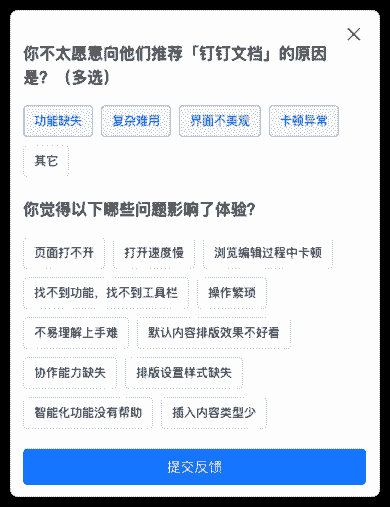 你不太愿意向他们推荐「钉钉文档」的原因
是？（多选）
功能缺失 复杂难用 界面不美观 卡顿异常
其它
你觉得以下哪些问题影响了体验？
页面打不开 打开速度慢 浏览编辑过程中卡顿
找不到功能，找不到工具栏 操作繁琐
不易理解上手难 默认内容排版效果不好看
协作能力缺失 排版设置样式缺失
智能化功能没有帮助 插入内容类型少
提交反馈